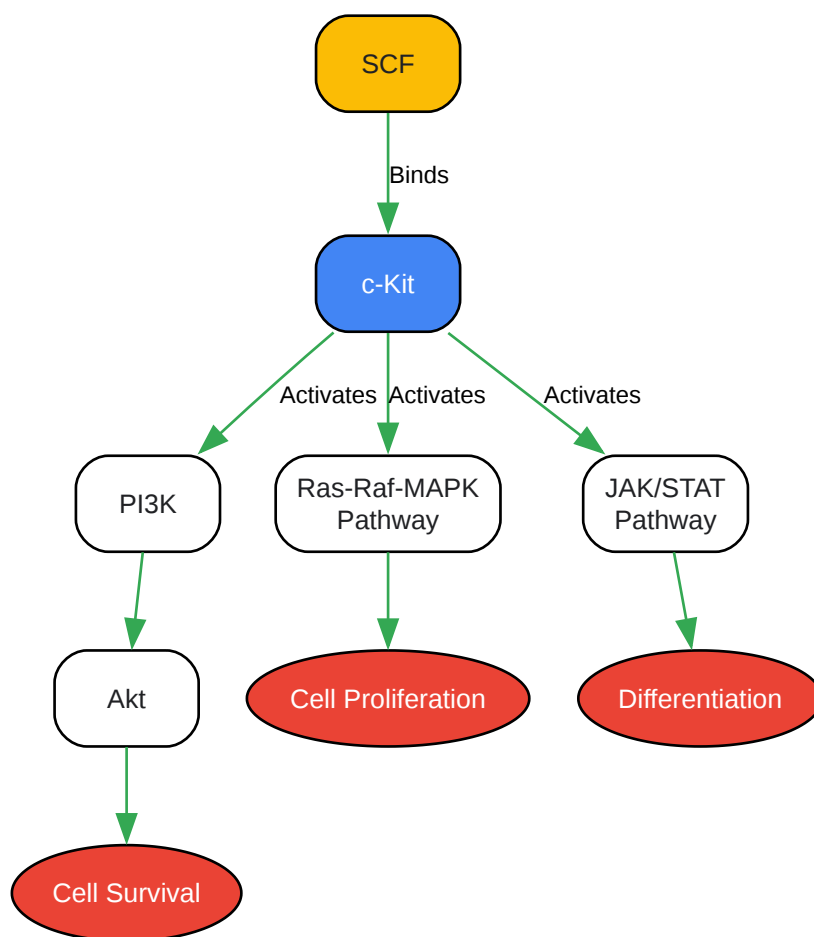 SCF
Binds
c-Kit
Activates
Activates
Activates
PI3K
Ras-Raf-MAPK
Pathway
JAK/STAT
Pathway
Akt
Cell Proliferation
Differentiation
Cell Survival